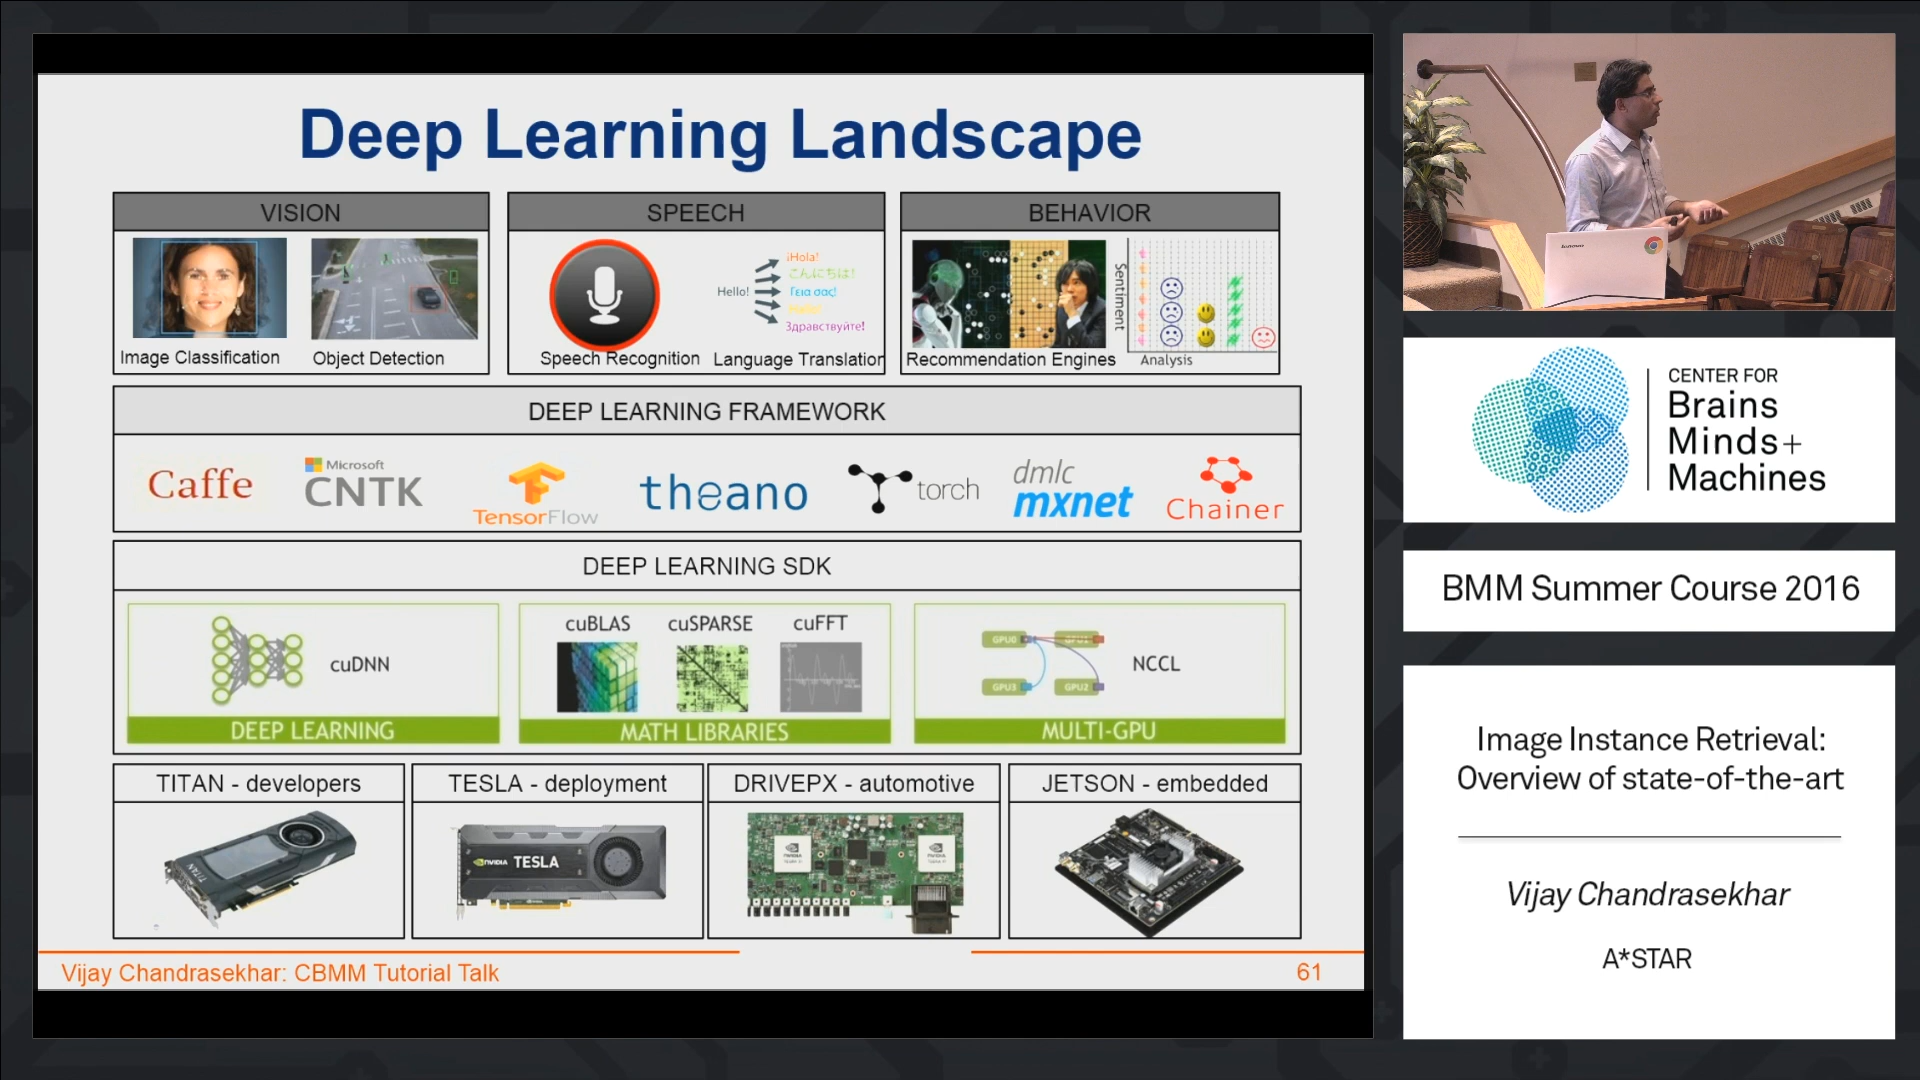 Deep Learning Landscape
VISION
SPEECH
BEHAVIOR
Hello!
¡Hola!
こんにちは!
Γεια σας!
Здравствуйте!
Sentiment
Image Classification
Object Detection
Speech Recognition
Language Translation
Recommendation Engines
Analysis
DEEP LEARNING FRAMEWORK
Caffe
Microsoft
CNTK
TensorFlow
theano
torch
dmlc
mxnet
Chainer
DEEP LEARNING SDK
cuDNN
DEEP LEARNING
cuBLAS
cuSPARSE
cuFFT
MATH LIBRARIES
GPU0
GPU1
GPU3
GPU2
NCCL
MULTI-GPU
TITAN - developers
TESLA - deployment
DRIVEPX - automotive
JETSON - embedded
TITAN
NVIDIA TESLA
Vijay Chandrasekhar: CBMM Tutorial Talk
61
lenovo
CENTER FOR
Brains
Minds+
Machines
BMM Summer Course 2016
Image Instance Retrieval:
Overview of state-of-the-art
Vijay Chandrasekhar
A*STAR